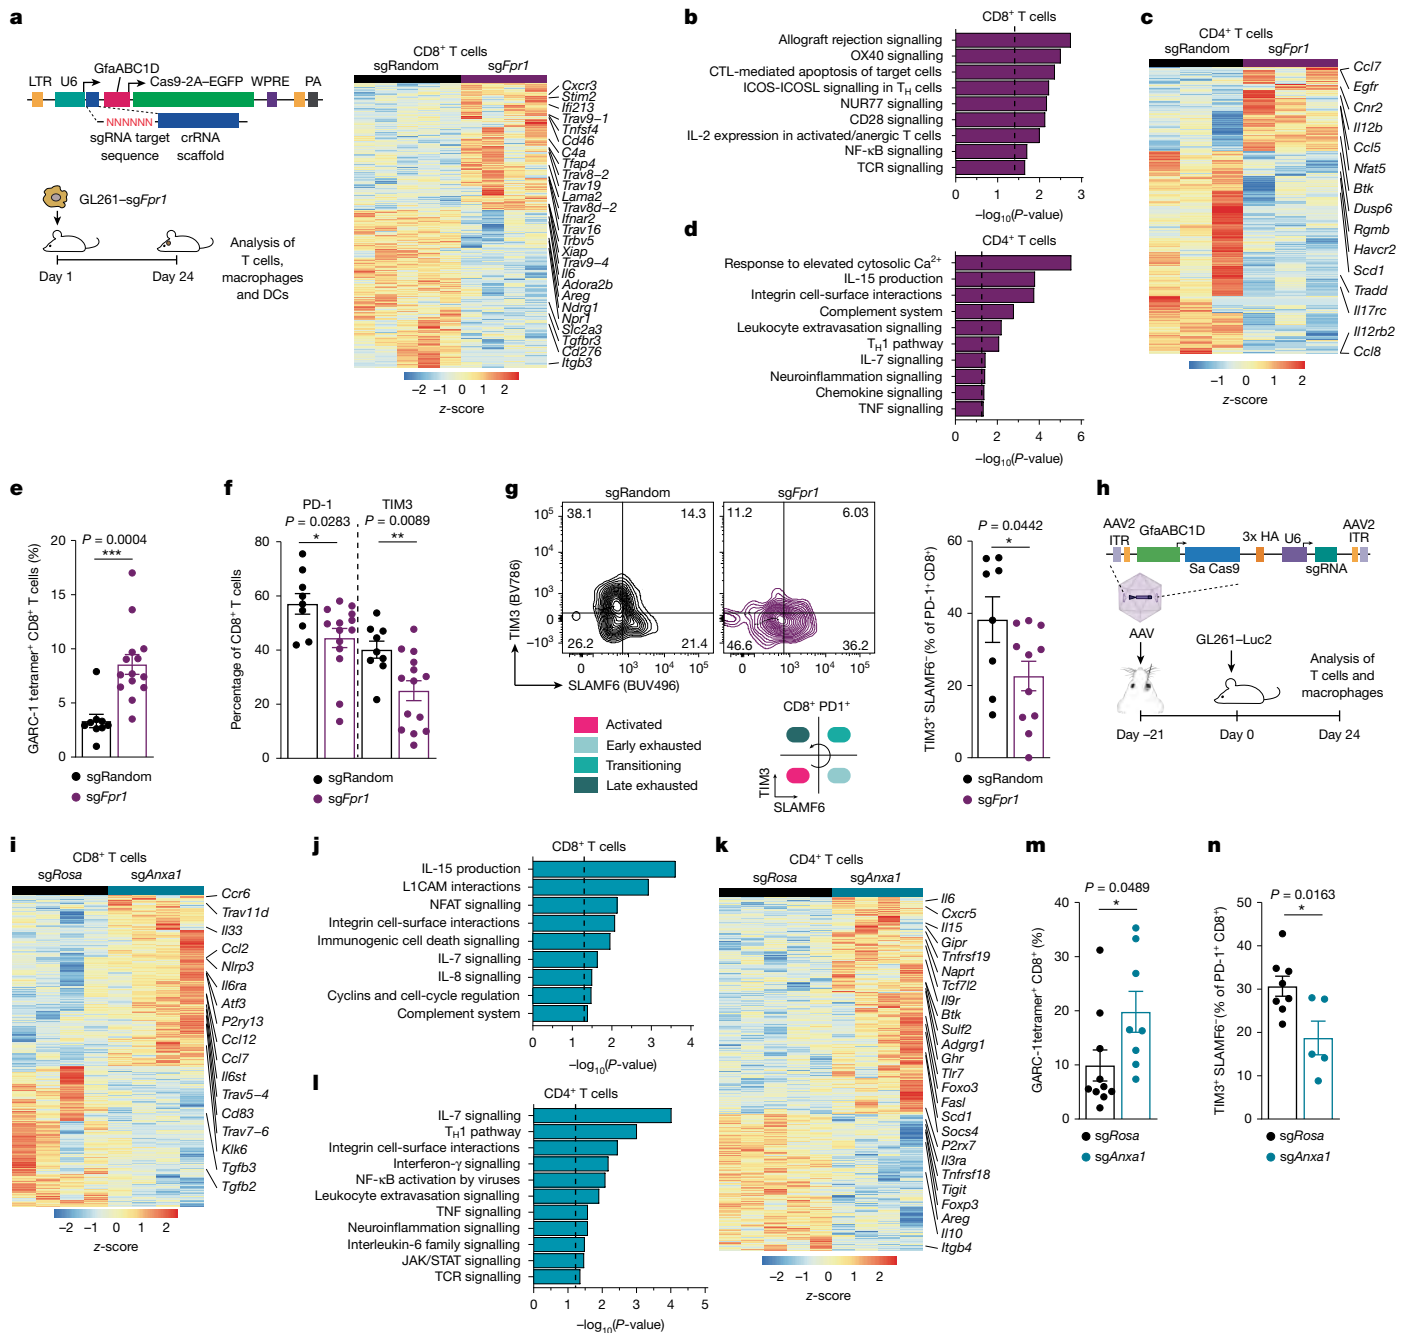 a
LTR U6
GfaABC1D
Cas9-2A–EGFP WPRE PA
NNNNNN
sgRNA target
sequence
crRNA
scaffold
GL261–sgFpr1
Day 1
Day 24
Analysis of
T cells,
macrophages
and DCs
CD8⁺ T cells
sgRandom sgFpr1
Cxcr3
Stim2
Ifi213
Trav9-1
Tnfsf4
Cd46
C4a
Tfap4
Trav8-2
Trav19
Lama2
Trav8d-2
Ifnar2
Trav16
Trbv5
Xiap
Trav9-4
Il6
Adora2b
Areg
Ndrg1
Npr1
Slc2a3
Tgfbr3
Cd276
Itgb3
−2 −1 0 1 2
z-score
b
CD8⁺ T cells
Allograft rejection signalling
OX40 signalling
CTL-mediated apoptosis of target cells
ICOS-ICOSL signalling in T_H cells
NUR77 signalling
CD28 signalling
IL-2 expression in activated/anergic T cells
NF-κB signalling
TCR signalling
0 1 2 3
−log₁₀(P-value)
c
CD4⁺ T cells
sgRandom sgFpr1
Ccl7
Egfr
Cnr2
Il12b
Ccl5
Nfat5
Btk
Dusp6
Rgmb
Havcr2
Scd1
Tradd
Il17rc
Il12rb2
Ccl8
−1 0 1 2
z-score
d
CD4⁺ T cells
Response to elevated cytosolic Ca²⁺
IL-15 production
Integrin cell-surface interactions
Complement system
Leukocyte extravasation signalling
T_H1 pathway
IL-7 signalling
Neuroinflammation signalling
Chemokine signalling
TNF signalling
0 2 4 6
−log₁₀(P-value)
e
GARC-1 tetramer⁺ CD8⁺ T cells (%)
20
15
10
5
0
P = 0.0004
***
sgRandom
sgFpr1
f
Percentage of CD8⁺ T cells
80
60
40
20
0
PD-1
P = 0.0283
*
TIM3
P = 0.0089
**
sgRandom
sgFpr1
g
sgRandom
sgFpr1
38.1 14.3
26.2 21.4
11.2 6.03
46.6 36.2
10⁵
10⁴
10³
0
−10³
0 10³ 10⁴ 10⁵
0 10³ 10⁴ 10⁵
TIM3 (BV786)
SLAMF6 (BUV496)
Activated
Early exhausted
Transitioning
Late exhausted
CD8⁺ PD1⁺
TIM3
SLAMF6
TIM3⁺ SLAMF6⁻ (% of PD-1⁺ CD8⁺)
60
40
20
0
P = 0.0442
*
sgRandom
sgFpr1
h
AAV2
ITR
GfaABC1D
Sa Cas9
3x HA U6
sgRNA
AAV2
ITR
AAV
GL261–Luc2
Analysis of
T cells and
macrophages
Day −21
Day 0
Day 24
i
CD8⁺ T cells
sgRosa sgAnxa1
Ccr6
Trav11d
Il33
Ccl2
Nlrp3
Il6ra
Atf3
P2ry13
Ccl12
Ccl7
Il6st
Trav5-4
Cd83
Trav7-6
Klk6
Tgfb3
Tgfb2
−2 −1 0 1 2
z-score
j
CD8⁺ T cells
IL-15 production
L1CAM interactions
NFAT signalling
Integrin cell-surface interactions
Immunogenic cell death signalling
IL-7 signalling
IL-8 signalling
Cyclins and cell-cycle regulation
Complement system
0 1 2 3 4
−log₁₀(P-value)
l
CD4⁺ T cells
IL-7 signalling
T_H1 pathway
Integrin cell-surface interactions
Interferon-γ signalling
NF-κB activation by viruses
Leukocyte extravasation signalling
TNF signalling
Neuroinflammation signalling
Interleukin-6 family signalling
JAK/STAT signalling
TCR signalling
0 1 2 3 4 5
−log₁₀(P-value)
k
CD4⁺ T cells
sgRosa sgAnxa1
Il6
Cxcr5
Il15
Gipr
Tnfrsf19
Naprt
Tcf7l2
Il9r
Btk
Sulf2
Adgrg1
Ghr
Tlr7
Foxo3
Fasl
Scd1
Socs4
P2rx7
Il3ra
Tnfrsf18
Tigit
Foxp3
Areg
Il10
Itgb4
−2 −1 0 1 2
z-score
m
GARC-1tetramer⁺ CD8⁺ (%)
40
30
20
10
0
P = 0.0489
*
sgRosa
sgAnxa1
n
TIM3⁺ SLAMF6⁻ (% of PD-1⁺ CD8⁺)
50
40
30
20
10
0
P = 0.0163
*
sgRosa
sgAnxa1